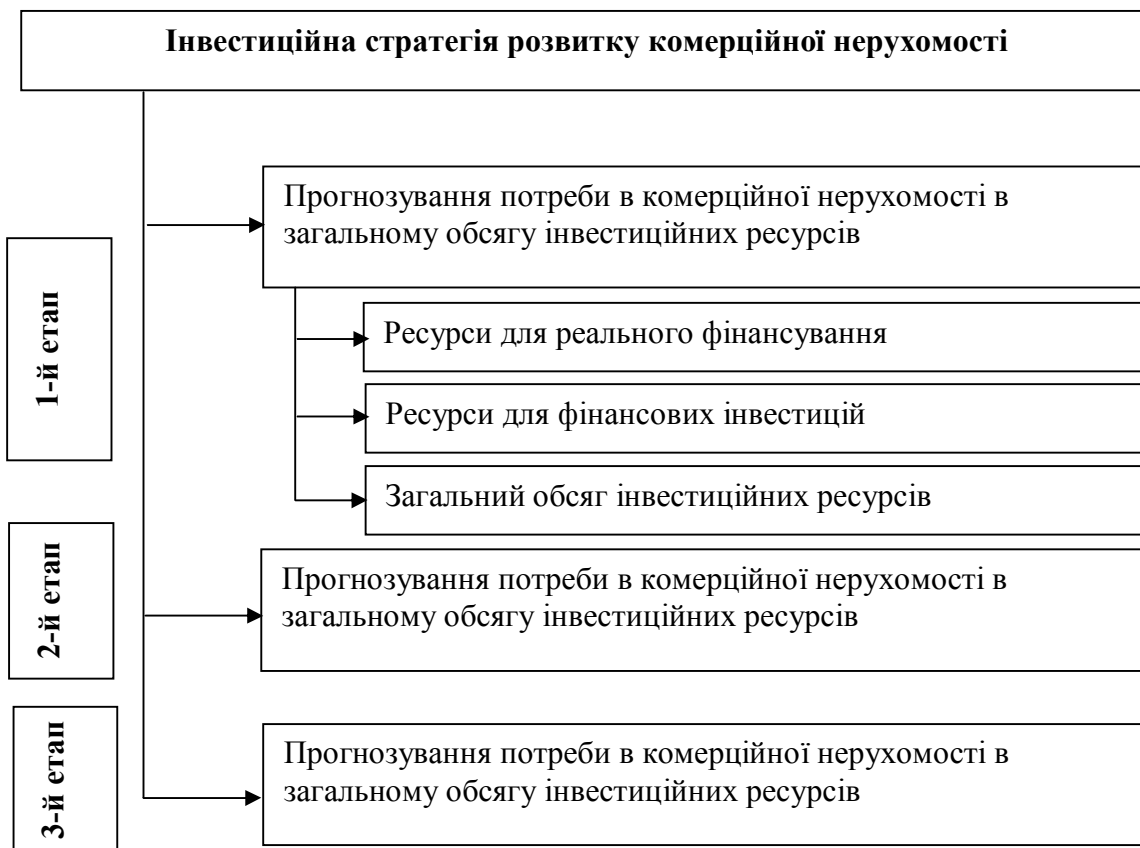 Інвестиційна стратегія розвитку комерційної нерухомості
1-й етап
Прогнозування потреби в комерційної нерухомості в
загальному обсягу інвестиційних ресурсів
Ресурси для реального фінансування
Ресурси для фінансових інвестицій
Загальний обсяг інвестиційних ресурсів
2-й етап
Прогнозування потреби в комерційної нерухомості в
загальному обсягу інвестиційних ресурсів
3-й етап
Прогнозування потреби в комерційної нерухомості в
загальному обсягу інвестиційних ресурсів